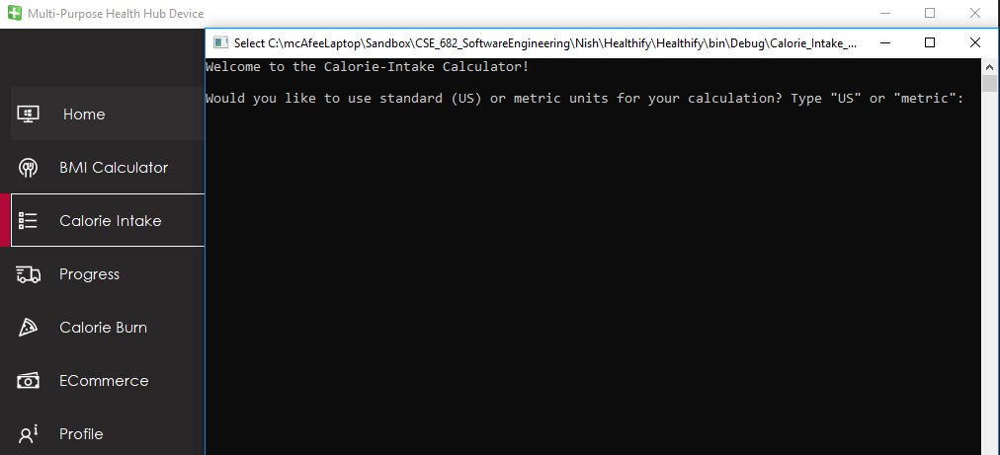 Multi-Purpose Health Hub Device
Select C:\mcAfeeLaptop\Sandbox\CSE_682_SoftwareEngineering\Nish\Healthify\Healthify\bin\Debug\Calorie_Intake_...
Welcome to the Calorie-Intake Calculator!
Would you like to use standard (US) or metric units for your calculation? Type "US" or "metric":
Home
BMI Calculator
Calorie Intake
Progress
Calorie Burn
ECommerce
Profile